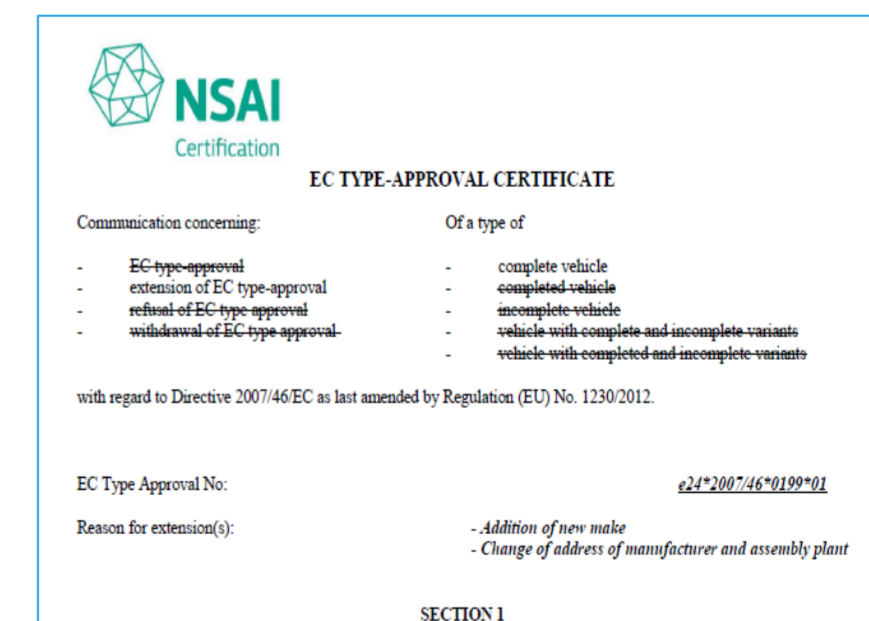 NSAI
Certification
EC TYPE-APPROVAL CERTIFICATE
Communication concerning:
Of a type of
- EC type-approval
- extension of EC type-approval
- refusal of EC type approval
- withdrawal of EC type approval
- complete vehicle
- completed vehicle
- incomplete vehicle
- vehicle with complete and incomplete variants
- vehicle with completed and incomplete variants
with regard to Directive 2007/46/EC as last amended by Regulation (EU) No. 1230/2012.
EC Type Approval No:
e24*2007/46*0199*01
Reason for extension(s):
- Addition of new make
- Change of address of manufacturer and assembly plant
SECTION 1